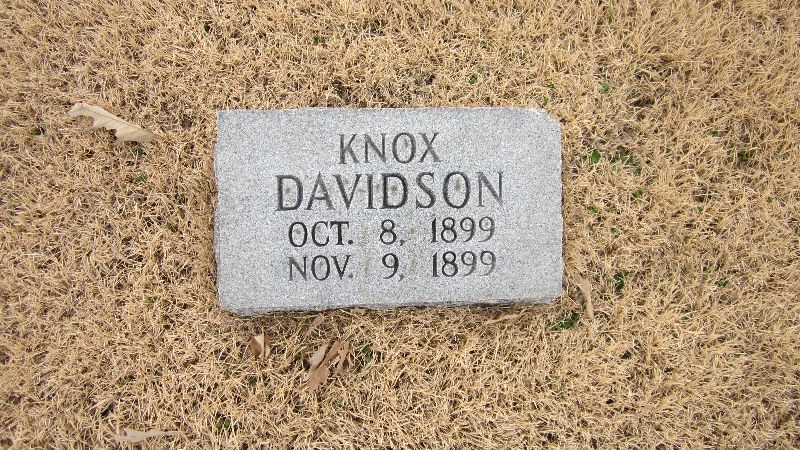 KNOX
DAVIDSON
OCT. 8, 1899
NOV. 9, 1899